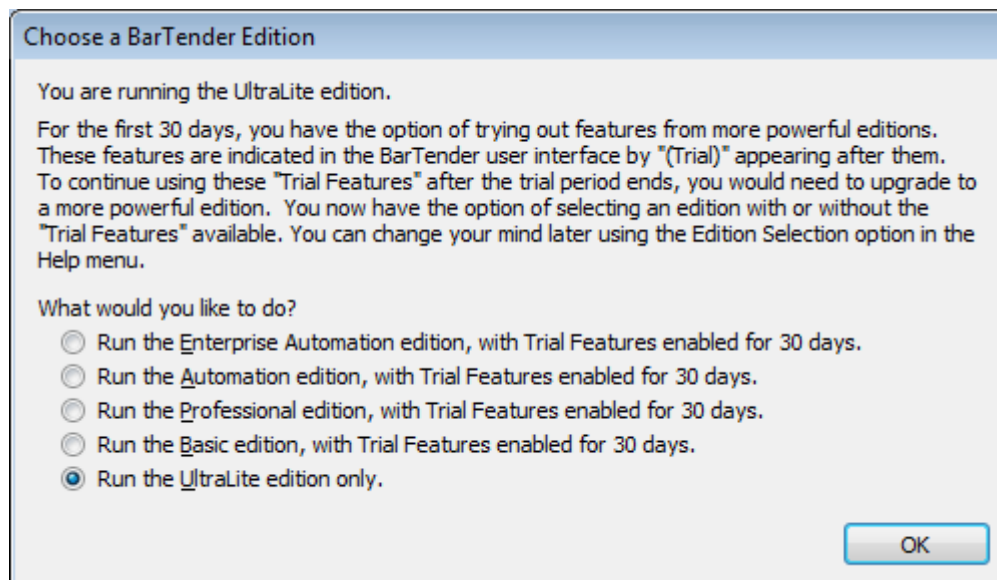 Choose a BarTender Edition
You are running the UltraLite edition.
For the first 30 days, you have the option of trying out features from more powerful editions.
These features are indicated in the BarTender user interface by "(Trial)" appearing after them.
To continue using these "Trial Features" after the trial period ends, you would need to upgrade to
a more powerful edition.  You now have the option of selecting an edition with or without the
"Trial Features" available. You can change your mind later using the Edition Selection option in the
Help menu.
What would you like to do?
Run the Enterprise Automation edition, with Trial Features enabled for 30 days.
Run the Automation edition, with Trial Features enabled for 30 days.
Run the Professional edition, with Trial Features enabled for 30 days.
Run the Basic edition, with Trial Features enabled for 30 days.
Run the UltraLite edition only.
OK